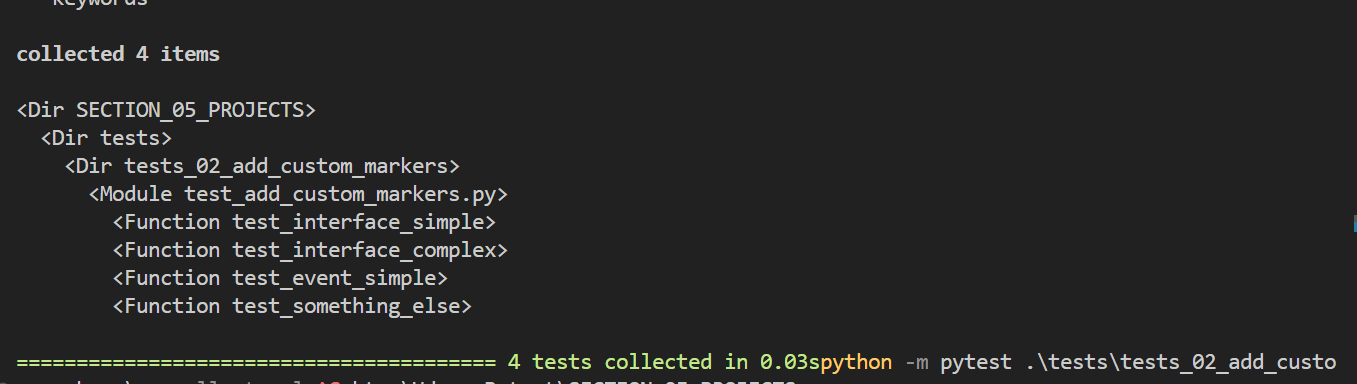 keywords
collected 4 items
<Dir SECTION_05_PROJECTS>
<Dir tests>
<Dir tests_02_add_custom_markers>
<Module test_add_custom_markers.py>
<Function test_interface_simple>
<Function test_interface_complex>
<Function test_event_simple>
<Function test_something_else>
======================================== 4 tests collected in 0.03spython -m pytest .\tests\tests_02_add_custo